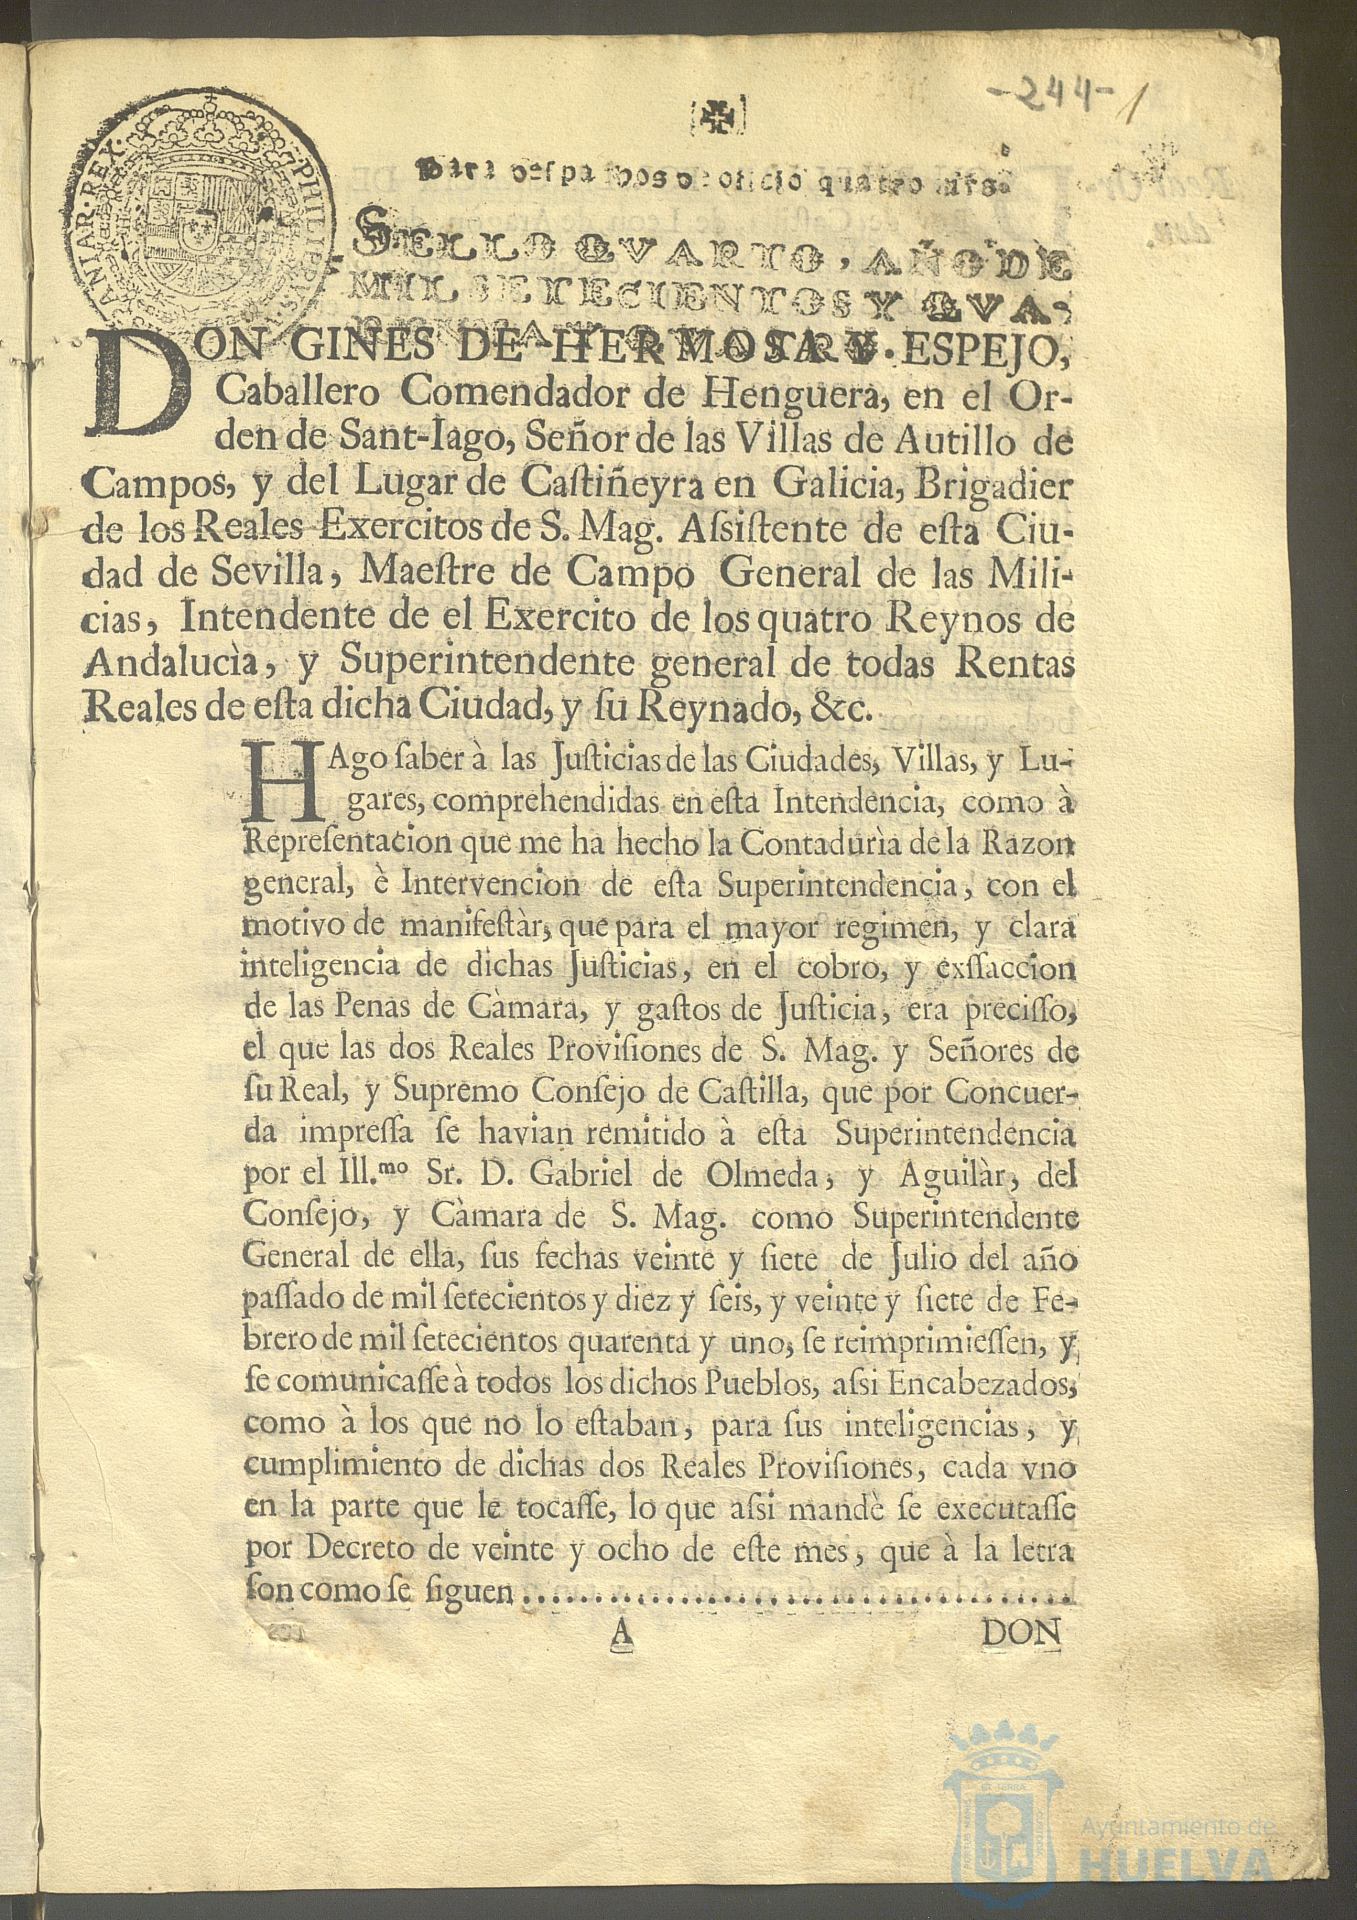 -244- 1
Para despachos de oficio quatro mrs.
SELLO QVARTO, AÑO DE
MIL SETECIENTOS Y QVA-
RENTA Y QVATRO.
PHILIPPUS
HISPANIAR·REX·
DON GINES DE HERMOSA Y ESPEJO,
Caballero Comendador de Henguera, en el Or-
den de Sant-Iago, Señor de las Villas de Autillo de
Campos, y del Lugar de Caſtiñeyra en Galicia, Brigadier
de los Reales Exercitos de S. Mag. Aſsiſtente de eſta Ciu-
dad de Sevilla, Maeſtre de Campo General de las Mili-
cias, Intendente de el Exercito de los quatro Reynos de
Andalucìa, y Superintendente general de todas Rentas
Reales de eſta dicha Ciudad, y ſu Reynado, &c.
HAgo ſaber à las Juſticias de las Ciudades, Villas, y Lu-
gares, comprehendidas en eſta Intendencia, como à
Repreſentacion que me ha hecho la Contadurìa de la Razon
general, è Intervencion de eſta Superintendencia, con el
motivo de manifeſtàr, que para el mayor regimen, y clara
inteligencia de dichas Juſticias, en el cobro, y exſſaccion
de las Penas de Càmara, y gaſtos de Juſticia, era preciſſo,
el que las dos Reales Proviſiones de S. Mag. y Señores de
ſu Real, y Supremo Conſejo de Caſtilla, que por Concuer-
da impreſſa ſe havian remitido à eſta Superintendencia
por el Ill.mo Sr. D. Gabriel de Olmeda, y Aguilàr, del
Conſejo, y Càmara de S. Mag. como Superintendente
General de ella, ſus fechas veinte y ſiete de Julio del año
paſſado de mil ſetecientos y diez y ſeis, y veinte y ſiete de Fe-
brero de mil ſetecientos quarenta y uno, ſe reimprimieſſen, y
ſe comunicaſſe à todos los dichos Pueblos, aſsi Encabezados,
como à los que no lo eſtaban, para ſus inteligencias, y
cumplimiento de dichas dos Reales Proviſiones, cada vno
en la parte que le tocaſſe, lo que aſsi mandè ſe executaſſe
por Decreto de veinte y ocho de eſte mes, que à la letra
ſon como ſe ſiguen.......................................
A DON
Ayuntamiento de
HUELVA